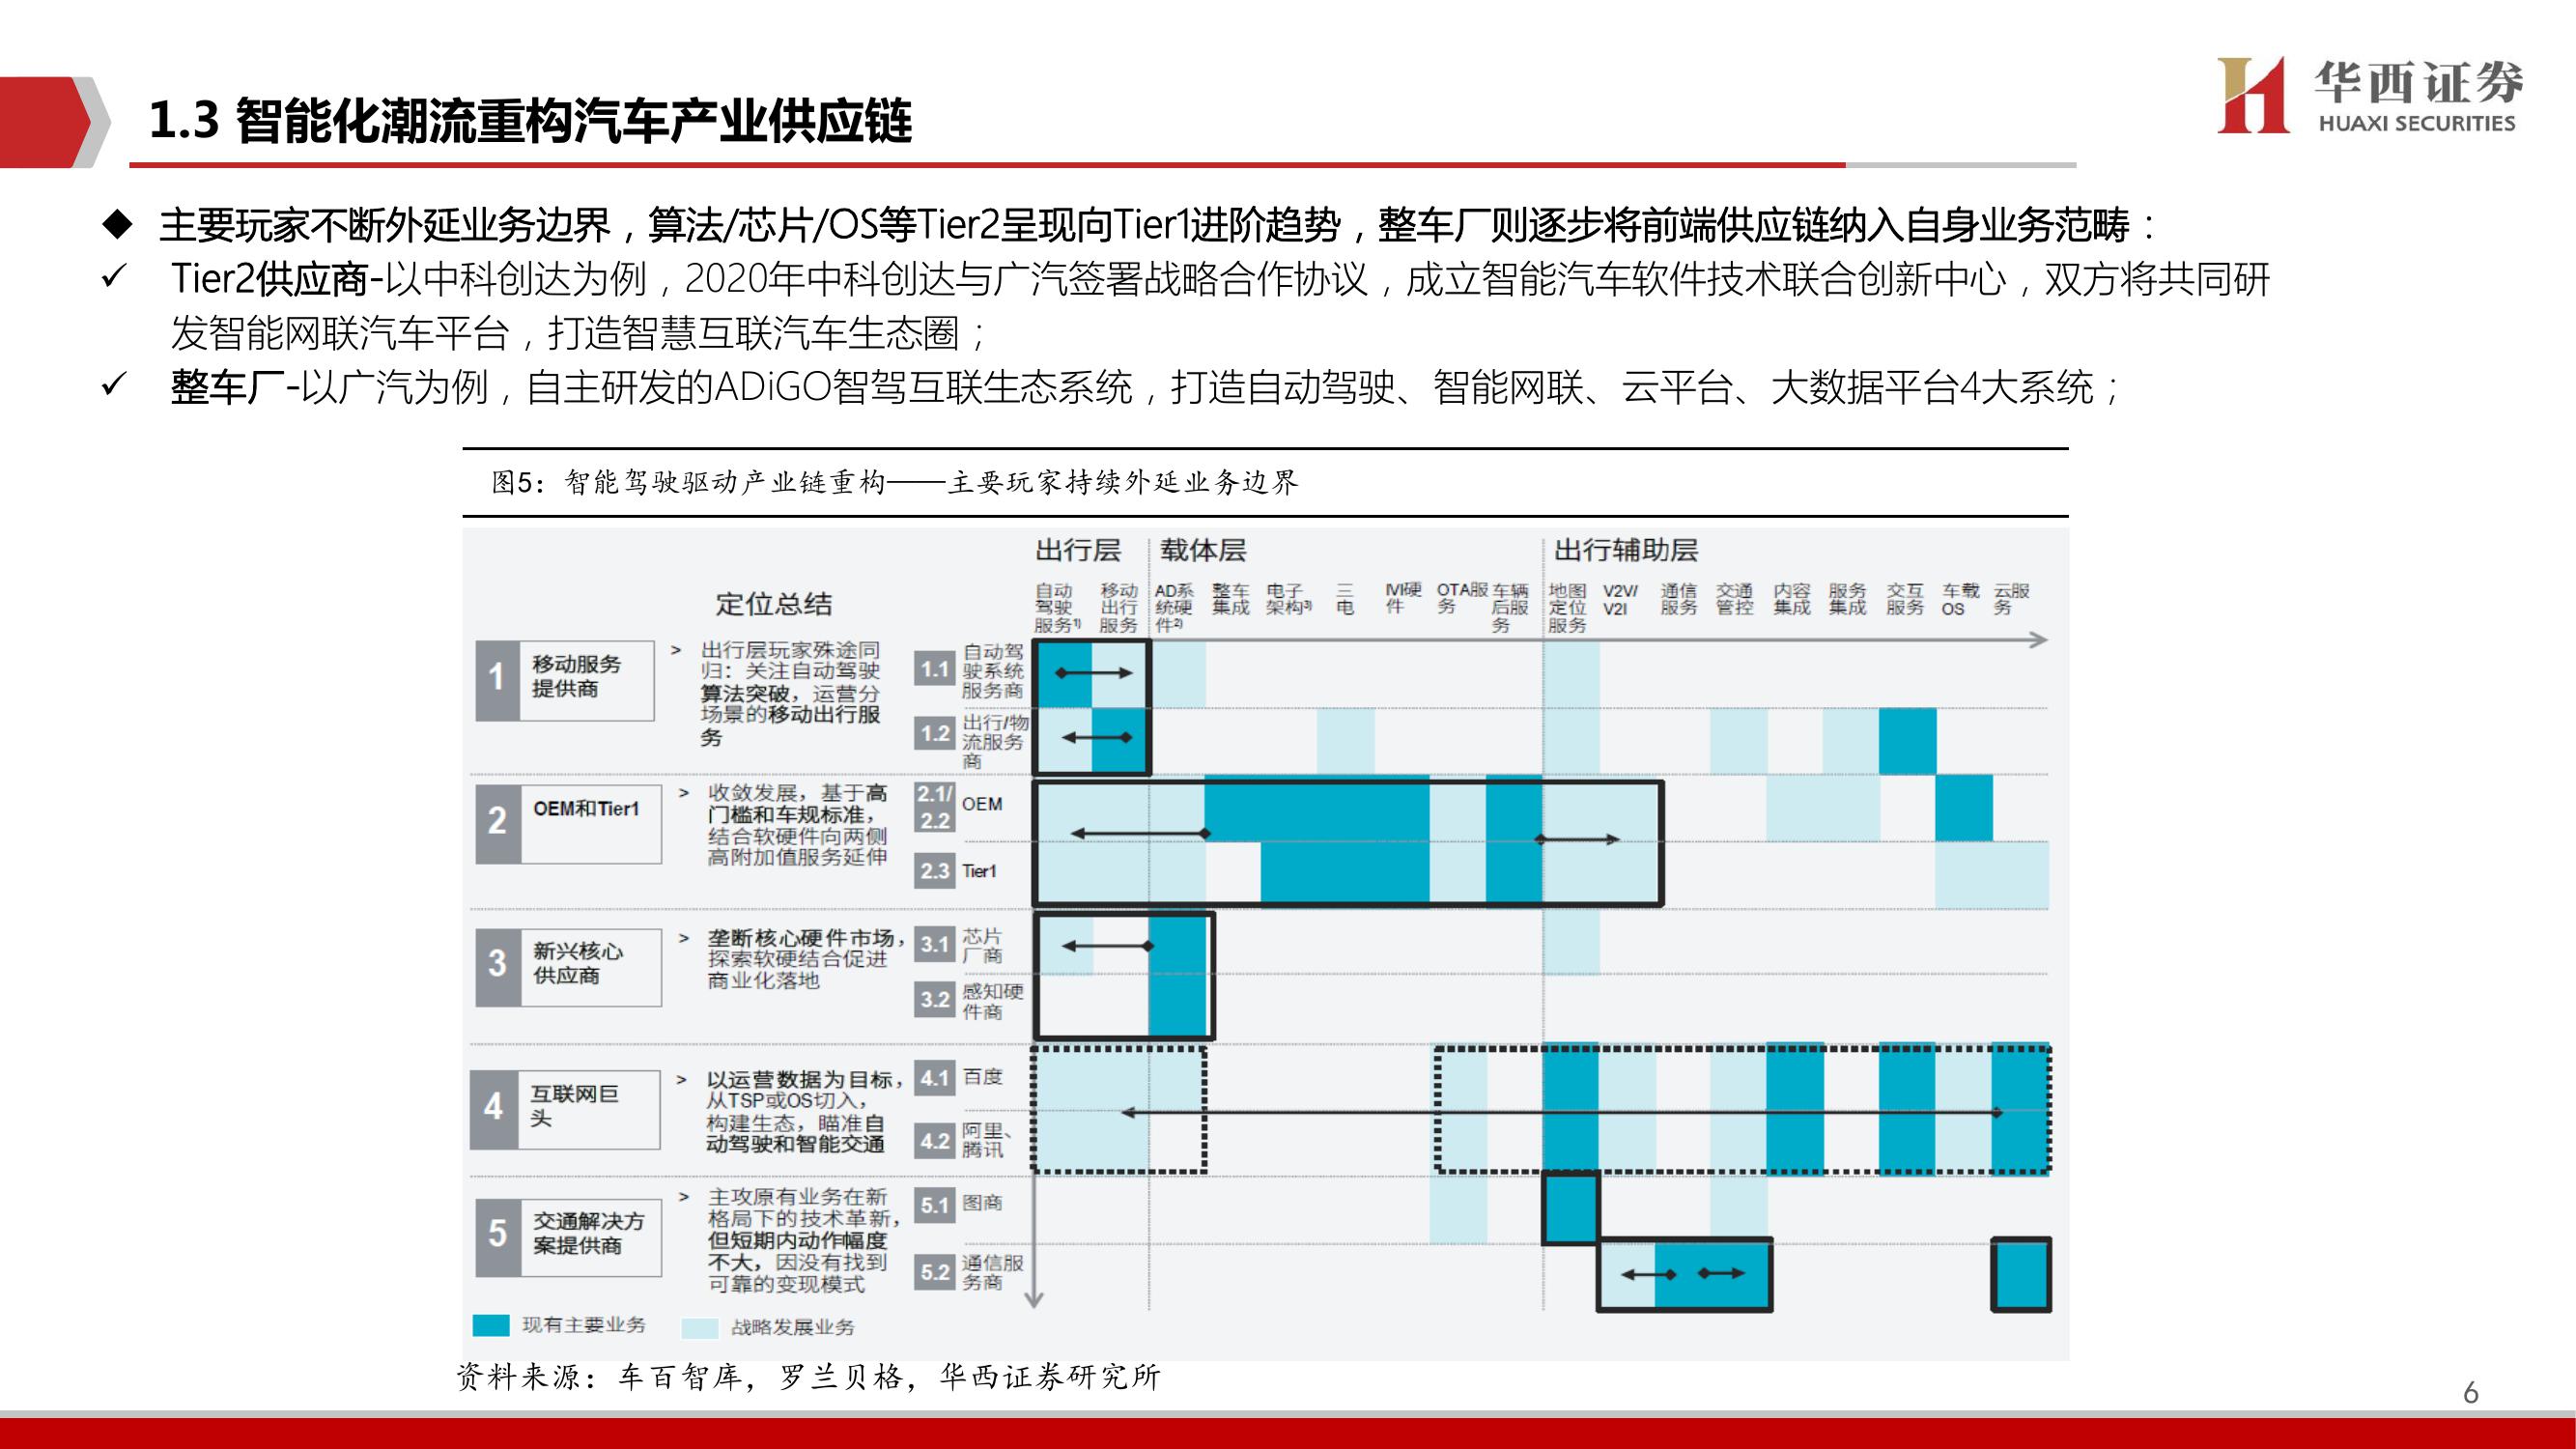 1.3 智能化潮流重构汽车产业供应链
华西证券
HUAXI SECURITIES
◆ 主要玩家不断外延业务边界，算法/芯片/OS等Tier2呈现向Tier1进阶趋势，整车厂则逐步将前端供应链纳入自身业务范畴：
✓ Tier2供应商-以中科创达为例，2020年中科创达与广汽签署战略合作协议，成立智能汽车软件技术联合创新中心，双方将共同研
发智能网联汽车平台，打造智慧互联汽车生态圈；
✓ 整车厂-以广汽为例，自主研发的ADiGO智驾互联生态系统，打造自动驾驶、智能网联、云平台、大数据平台4大系统；
图5：智能驾驶驱动产业链重构——主要玩家持续外延业务边界
出行层 载体层 出行辅助层
定位总结
自动
驾驶
服务1)
移动
出行
服务
AD系
统硬
件2)
整车
集成
电子
架构3)
三
电
IVI硬
件
OTA服
务
车辆
后服
务
地图
定位
服务
V2V/
V2I
通信
服务
交通
管控
内容
集成
服务
集成
交互
服务
车载
OS
云服
务
1
移动服务
提供商
> 出行层玩家殊途同
归：关注自动驾驶
算法突破，运营分
场景的移动出行服
务
1.1
自动驾
驶系统
服务商
1.2
出行/物
流服务
商
2
OEM和Tier1
> 收敛发展，基于高
门槛和车规标准，
结合软硬件向两侧
高附加值服务延伸
2.1/
2.2
OEM
2.3
Tier1
3
新兴核心
供应商
> 垄断核心硬件市场，
探索软硬结合促进
商业化落地
3.1
芯片
厂商
3.2
感知硬
件商
4
互联网巨
头
> 以运营数据为目标，
从TSP或OS切入，
构建生态，瞄准自
动驾驶和智能交通
4.1
百度
4.2
阿里、
腾讯
5
交通解决方
案提供商
> 主攻原有业务在新
格局下的技术革新，
但短期内动作幅度
不大，因没有找到
可靠的变现模式
5.1
图商
5.2
通信服
务商
现有主要业务 战略发展业务
资料来源：车百智库，罗兰贝格，华西证券研究所
6